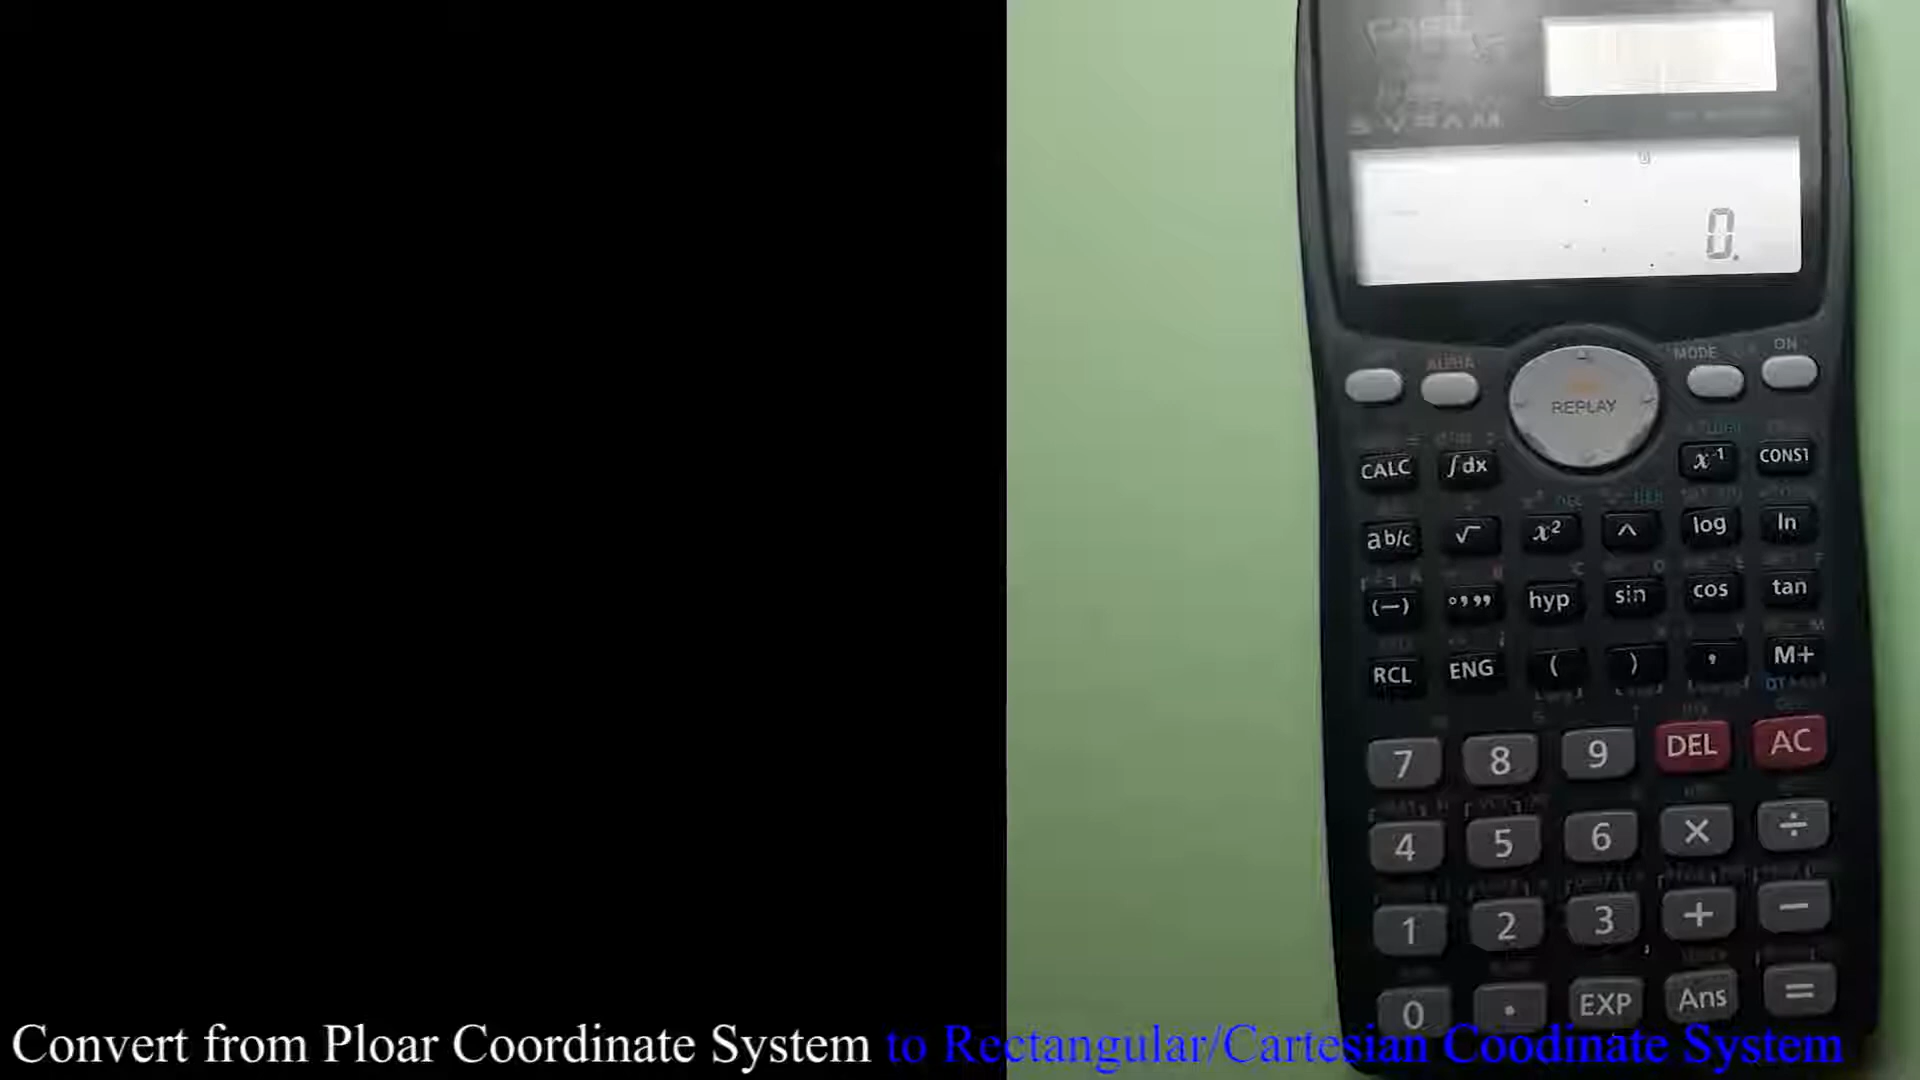 0.
ALPHA
MODE ON
REPLAY
CALC ∫dx x-1 CONST
ab/c √ x2 ^ log ln
(−) °,,, hyp sin cos tan
RCL ENG ( ) , M+
7 8 9 DEL AC
4 5 6 × ÷
1 2 3 + −
0 . EXP Ans =
Convert from Ploar Coordinate System to Rectangular/Cartesian Coodinate System